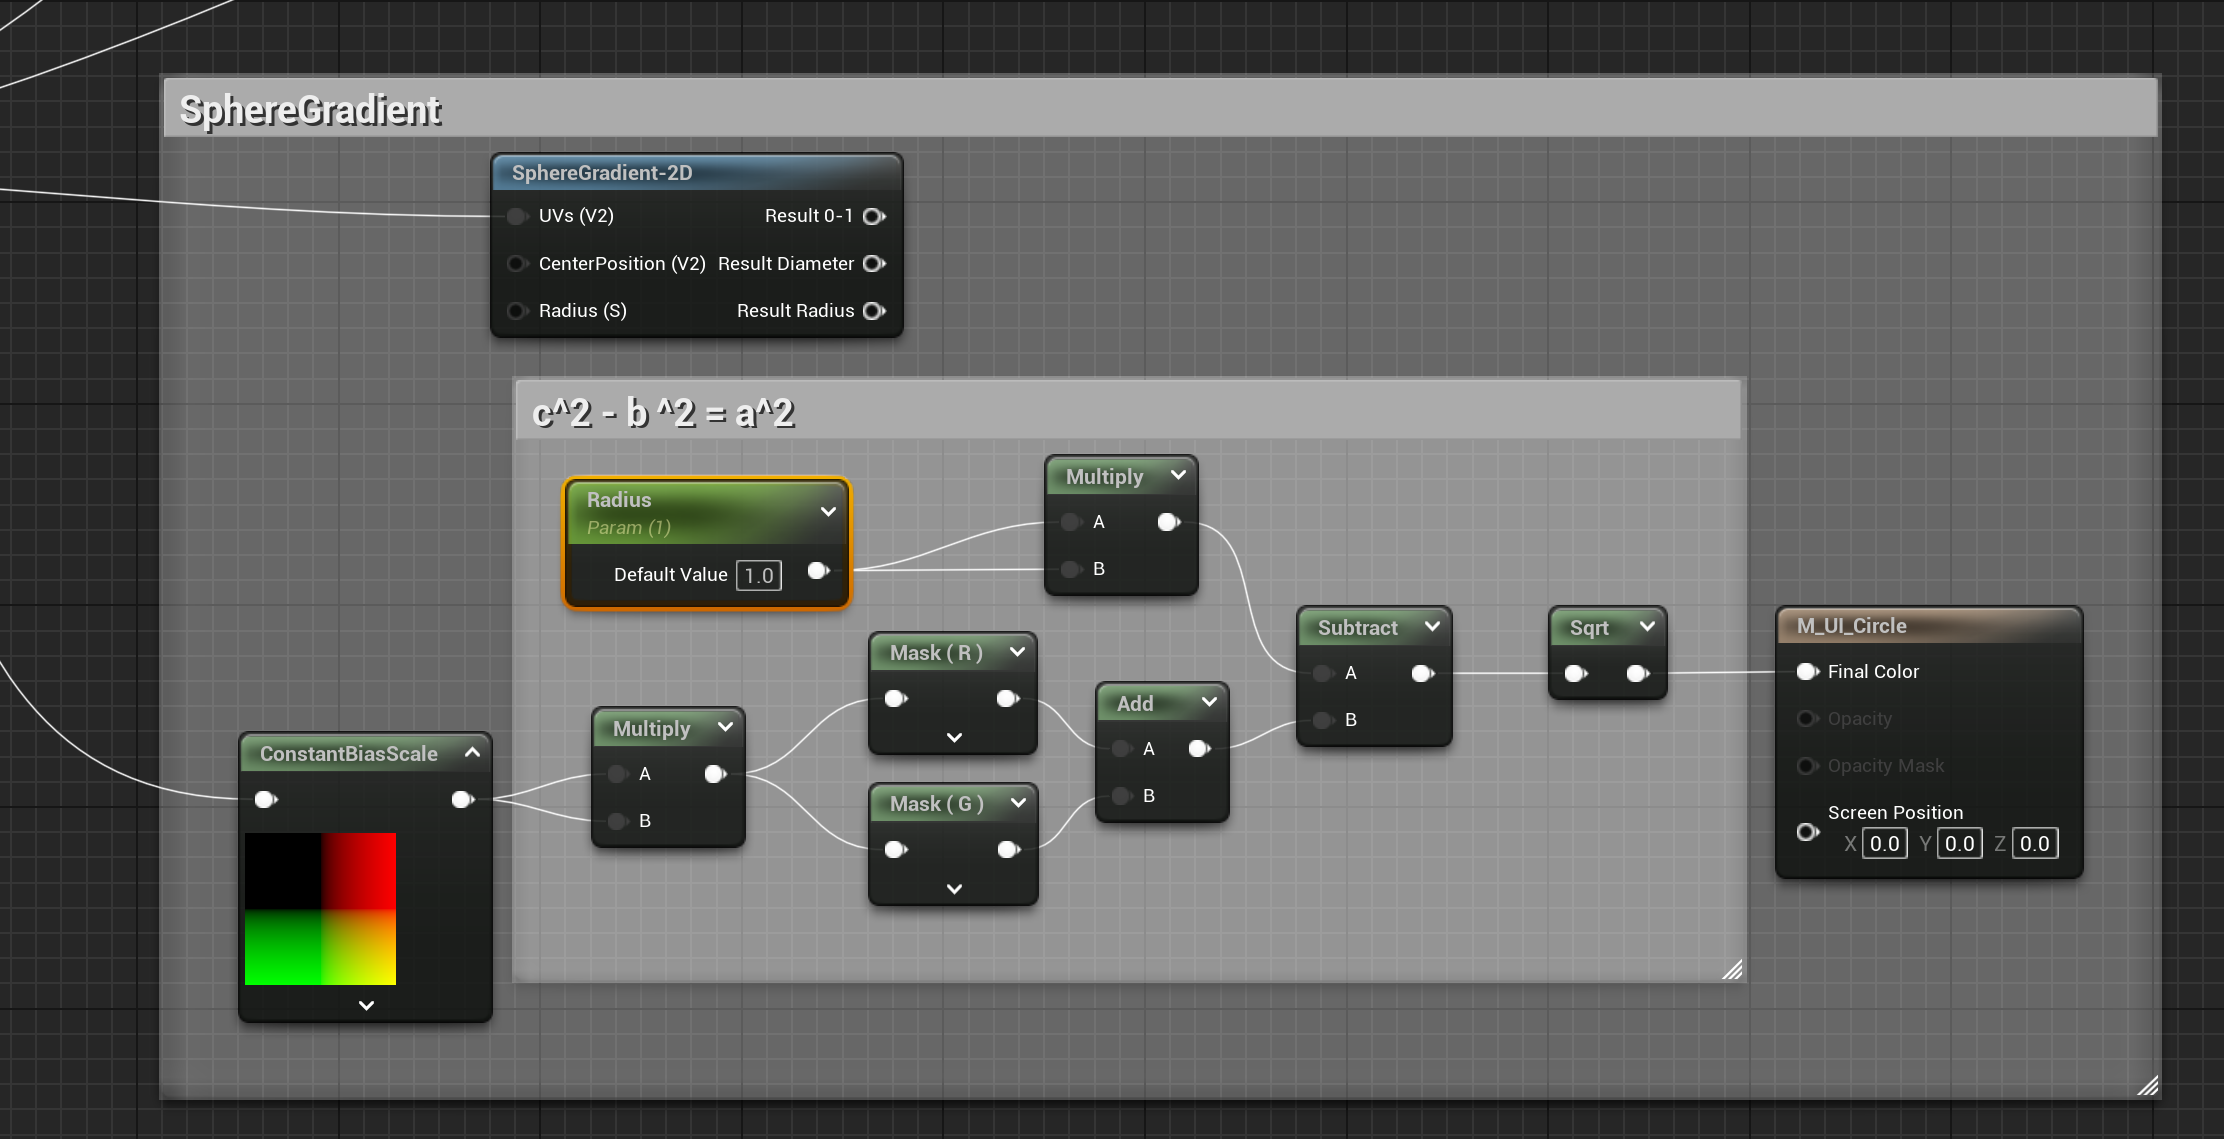 SphereGradient
SphereGradient-2D
UVs (V2) Result 0-1
CenterPosition (V2) Result Diameter
Radius (S) Result Radius
c^2 - b ^2 = a^2
Radius
Param (1)
Default Value 1.0
Multiply
A
B
Mask ( R )
Multiply
A
B
Mask ( G )
Add
A
B
Subtract
A
B
Sqrt
ConstantBiasScale
M_UI_Circle
Final Color
Opacity
Opacity Mask
Screen Position
X 0.0 Y 0.0 Z 0.0